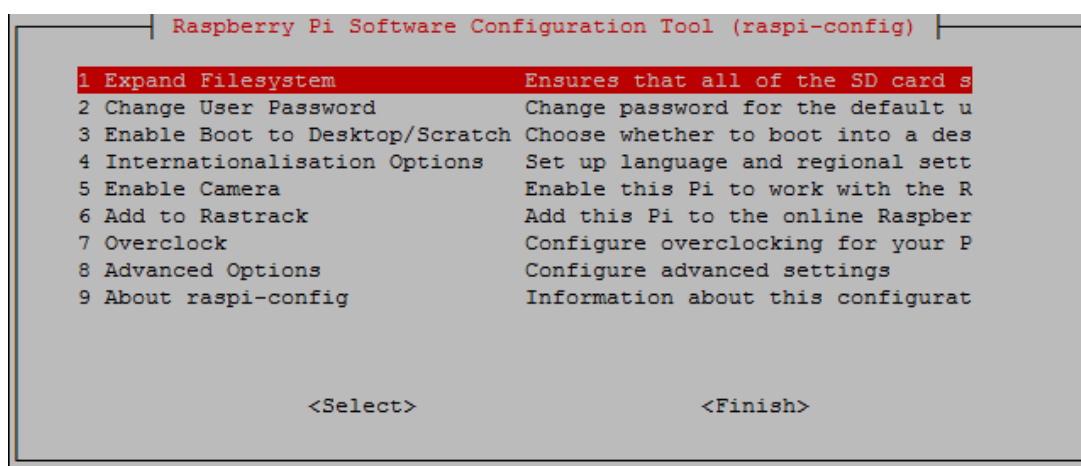 Raspberry Pi Software Configuration Tool (raspi-config)
1 Expand Filesystem Ensures that all of the SD card s
2 Change User Password Change password for the default u
3 Enable Boot to Desktop/Scratch Choose whether to boot into a des
4 Internationalisation Options Set up language and regional sett
5 Enable Camera Enable this Pi to work with the R
6 Add to Rastrack Add this Pi to the online Raspber
7 Overclock Configure overclocking for your P
8 Advanced Options Configure advanced settings
9 About raspi-config Information about this configurat
<Select> <Finish>